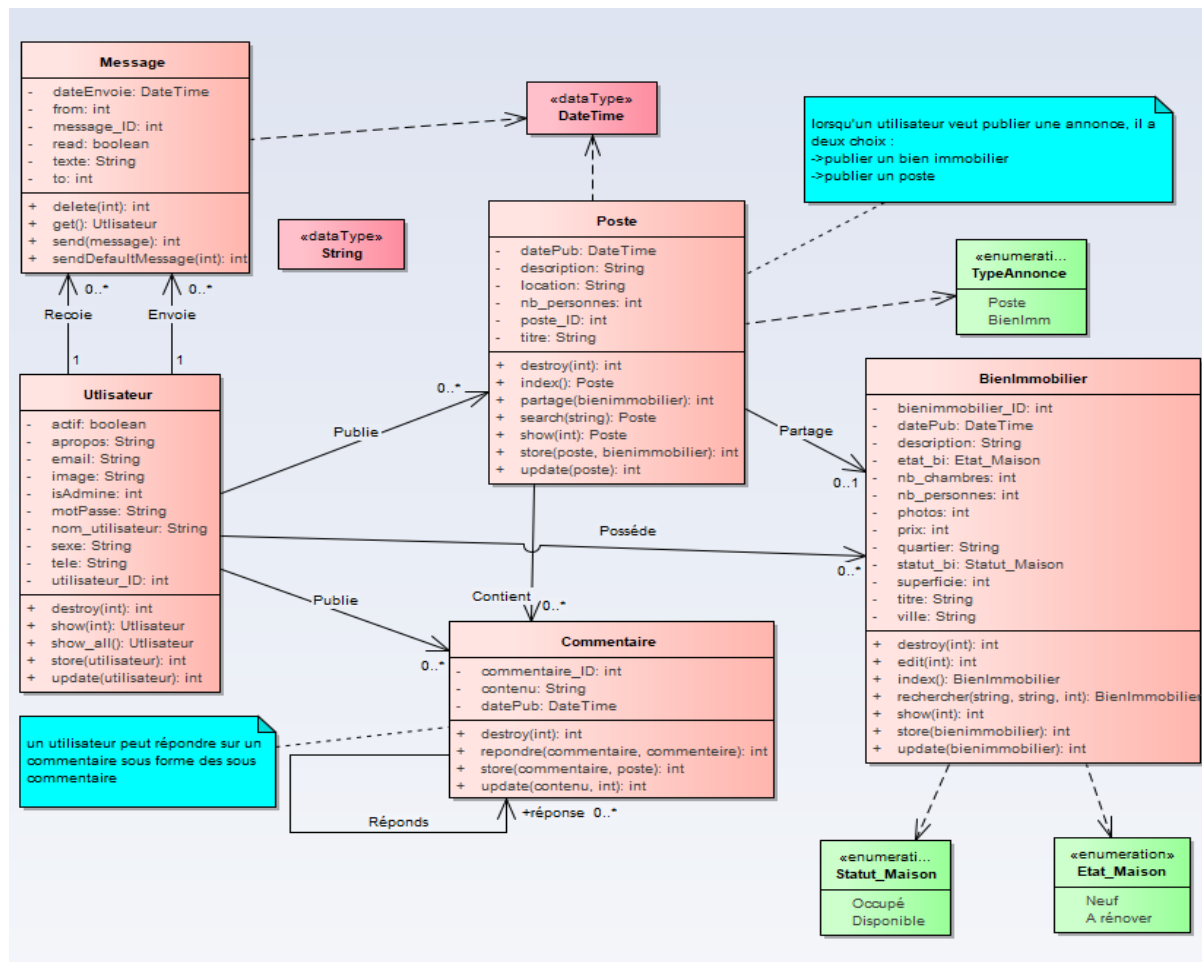 Message
- dateEnvoie: DateTime
- from: int
- message_ID: int
- read: boolean
- texte: String
- to: int
+ delete(int): int
+ get(): Utlisateur
+ send(message): int
+ sendDefaultMessage(int): int
«dataType»
DateTime
«dataType»
String
lorsqu'un utilisateur veut publier une annonce, il a
deux choix :
->publier un bien immobilier
->publier un poste
Poste
- datePub: DateTime
- description: String
- location: String
- nb_personnes: int
- poste_ID: int
- titre: String
+ destroy(int): int
+ index(): Poste
+ partage(bienimmobilier): int
+ search(string): Poste
+ show(int): Poste
+ store(poste, bienimmobilier): int
+ update(poste): int
«enumerati...
TypeAnnonce
Poste
BienImm
0..*
0..*
Recoie
Envoie
1
1
Utlisateur
- actif: boolean
- apropos: String
- email: String
- image: String
- isAdmine: int
- motPasse: String
- nom_utilisateur: String
- sexe: String
- tele: String
- utilisateur_ID: int
+ destroy(int): int
+ show(int): Utlisateur
+ show_all(): Utlisateur
+ store(utilisateur): int
+ update(utilisateur): int
0..*
Publie
Partage
0..1
Posséde
0..*
BienImmobilier
- bienimmobilier_ID: int
- datePub: DateTime
- description: String
- etat_bi: Etat_Maison
- nb_chambres: int
- nb_personnes: int
- photos: int
- prix: int
- quartier: String
- statut_bi: Statut_Maison
- superficie: int
- titre: String
- ville: String
+ destroy(int): int
+ edit(int): int
+ index(): BienImmobilier
+ rechercher(string, string, int): BienImmobilier
+ show(int): int
+ store(bienimmobilier): int
+ update(bienimmobilier): int
Publie
0..*
Contient
0..*
Commentaire
- commentaire_ID: int
- contenu: String
- datePub: DateTime
+ destroy(int): int
+ repondre(commentaire, commenteire): int
+ store(commentaire, poste): int
+ update(contenu, int): int
un utilisateur peut répondre sur un
commentaire sous forme des sous
commentaire
Réponds
+réponse 0..*
«enumerati...
Statut_Maison
Occupé
Disponible
«enumeration»
Etat_Maison
Neuf
A rénover